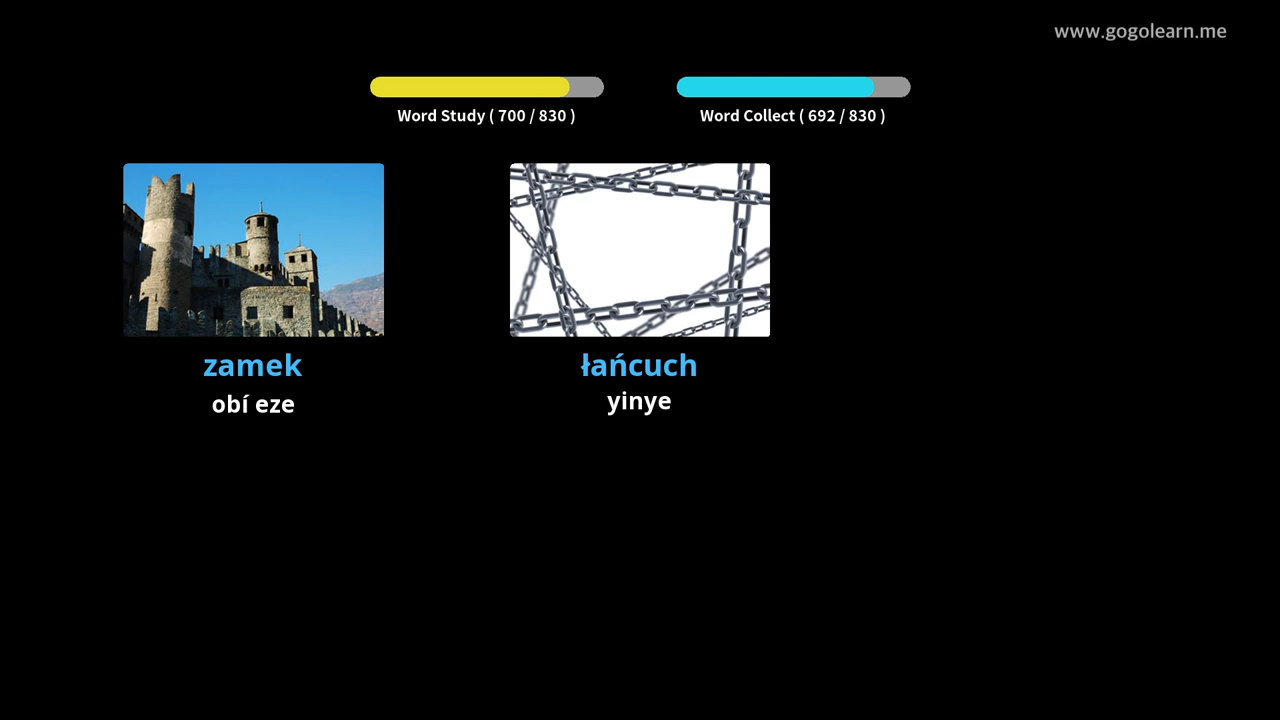 www.gogolearn.me
Word Study ( 700 / 830 )
Word Collect ( 692 / 830 )
zamek
obí eze
łańcuch
yinye